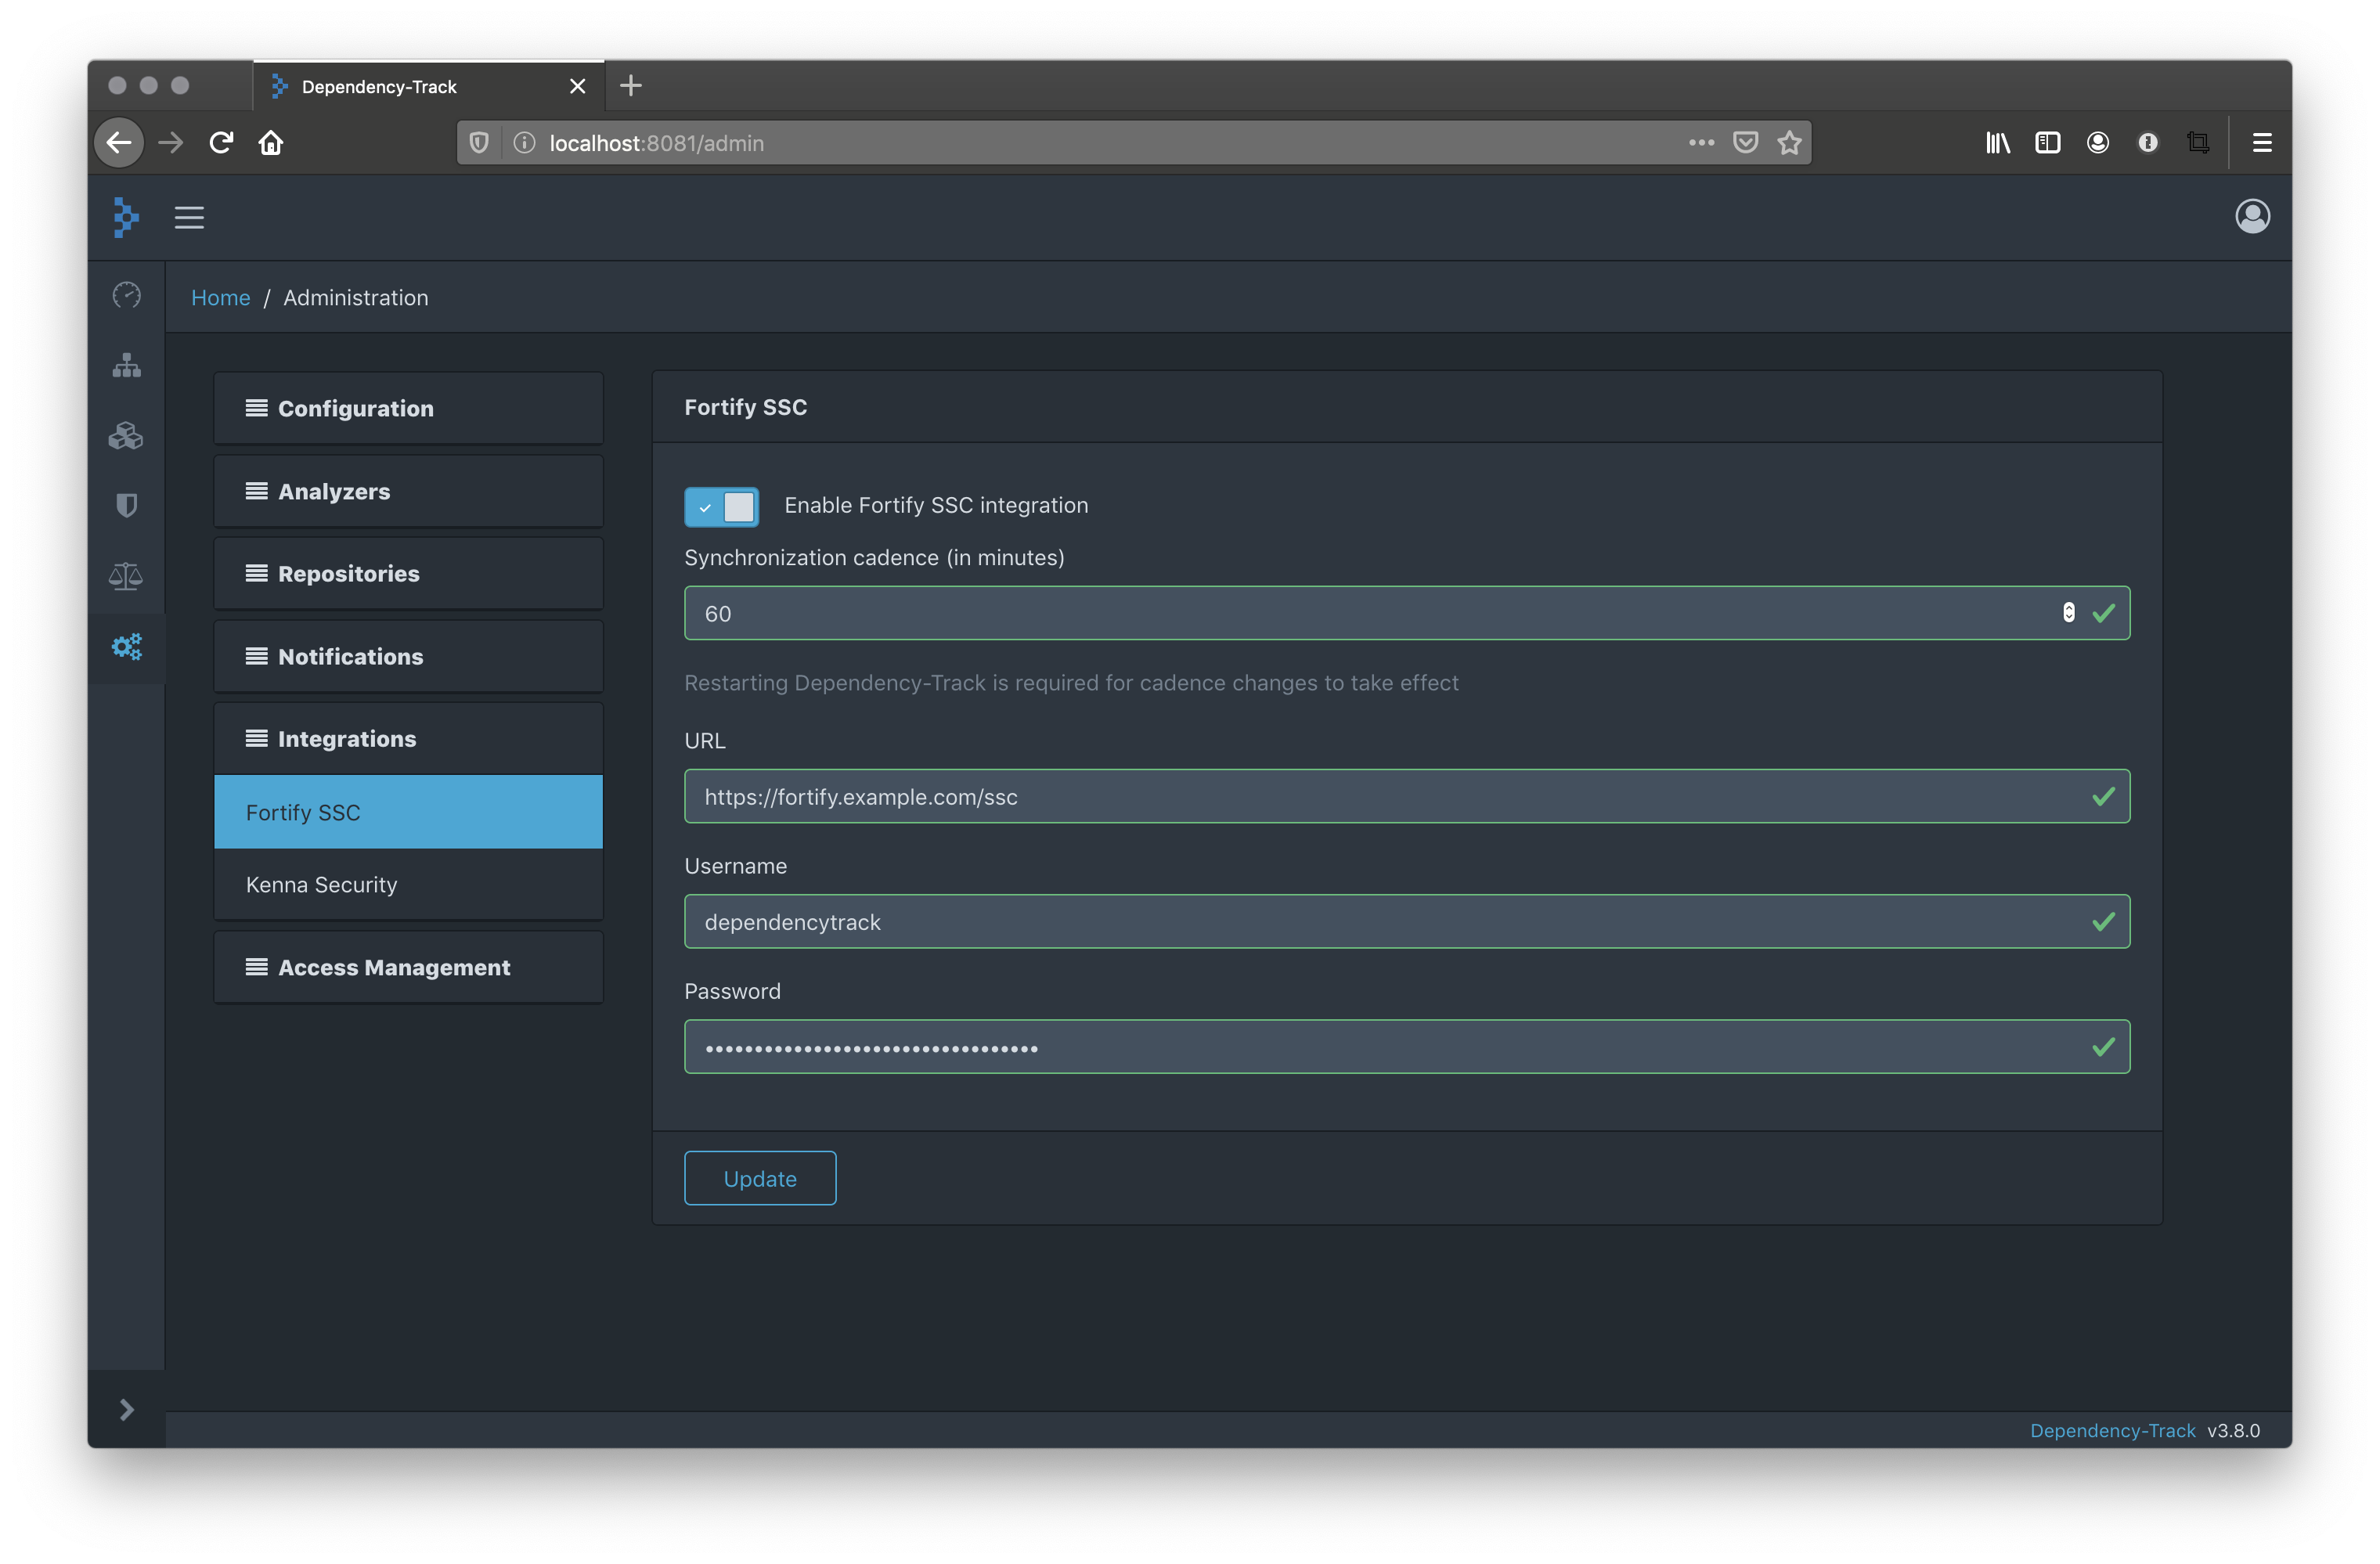 Dependency-Track
localhost:8081/admin
Home / Administration
Configuration
Analyzers
Repositories
Notifications
Integrations
Fortify SSC
Kenna Security
Access Management
Fortify SSC
Enable Fortify SSC integration
Synchronization cadence (in minutes)
60
Restarting Dependency-Track is required for cadence changes to take effect
URL
https://fortify.example.com/ssc
Username
dependencytrack
Password
••••••••••••••••••••••••••••••••••
Update
Dependency-Track v3.8.0